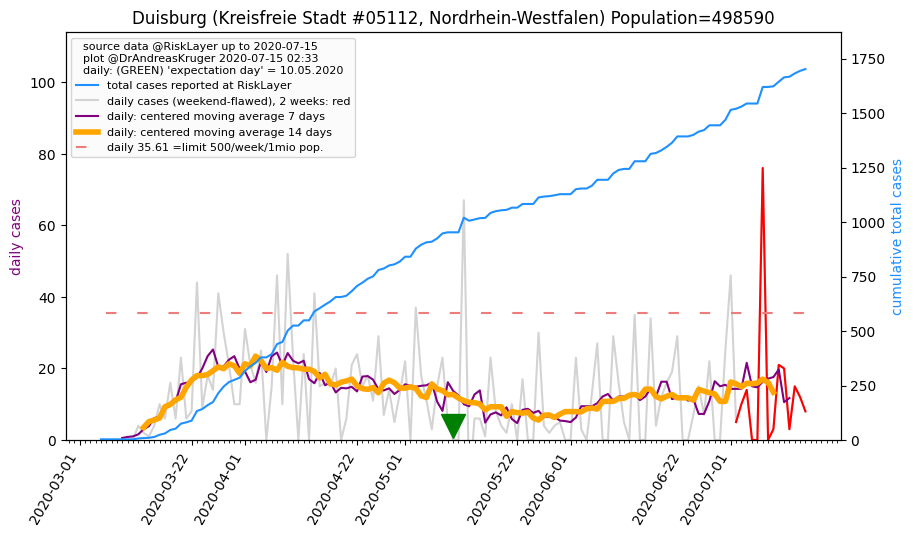 Duisburg (Kreisfreie Stadt #05112, Nordrhein-Westfalen) Population=498590
source data @RiskLayer up to 2020-07-15
plot @DrAndreasKruger 2020-07-15 02:33
daily: (GREEN) 'expectation day' = 10.05.2020
total cases reported at RiskLayer
daily cases (weekend-flawed), 2 weeks: red
daily: centered moving average 7 days
daily: centered moving average 14 days
daily 35.61 =limit 500/week/1mio pop.
daily cases
100
80
60
40
20
0
1750
1500
1250
1000
750
500
250
0
cumulative total cases
2020-03-01
2020-03-22
2020-04-01
2020-04-22
2020-05-01
2020-05-22
2020-06-01
2020-06-22
2020-07-01